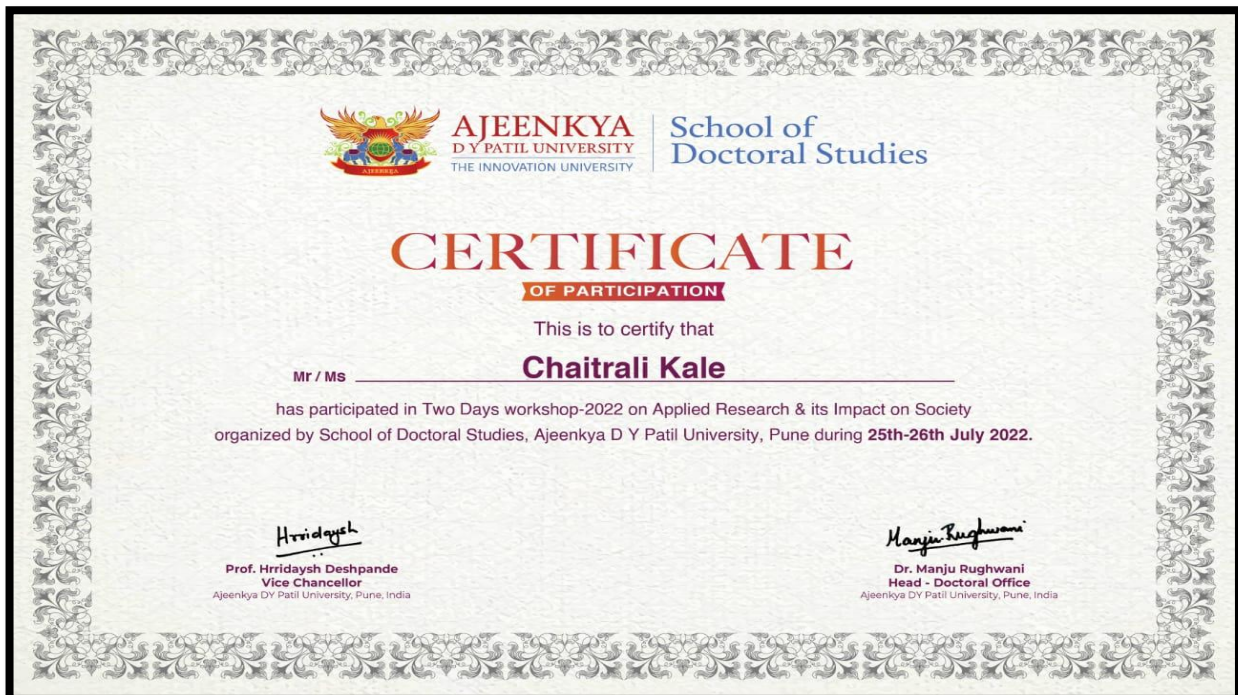 AJEENKYA
D Y PATIL UNIVERSITY
THE INNOVATION UNIVERSITY
AJEENKYA
School of
Doctoral Studies
CERTIFICATE
OF PARTICIPATION
This is to certify that
Mr / Ms Chaitrali Kale
has participated in Two Days workshop-2022 on Applied Research & its Impact on Society
organized by School of Doctoral Studies, Ajeenkya D Y Patil University, Pune during 25th-26th July 2022.
Hrridaysh
Prof. Hrridaysh Deshpande
Vice Chancellor
Ajeenkya DY Patil University, Pune, India
Manju Rughwani
Dr. Manju Rughwani
Head - Doctoral Office
Ajeenkya DY Patil University, Pune, India